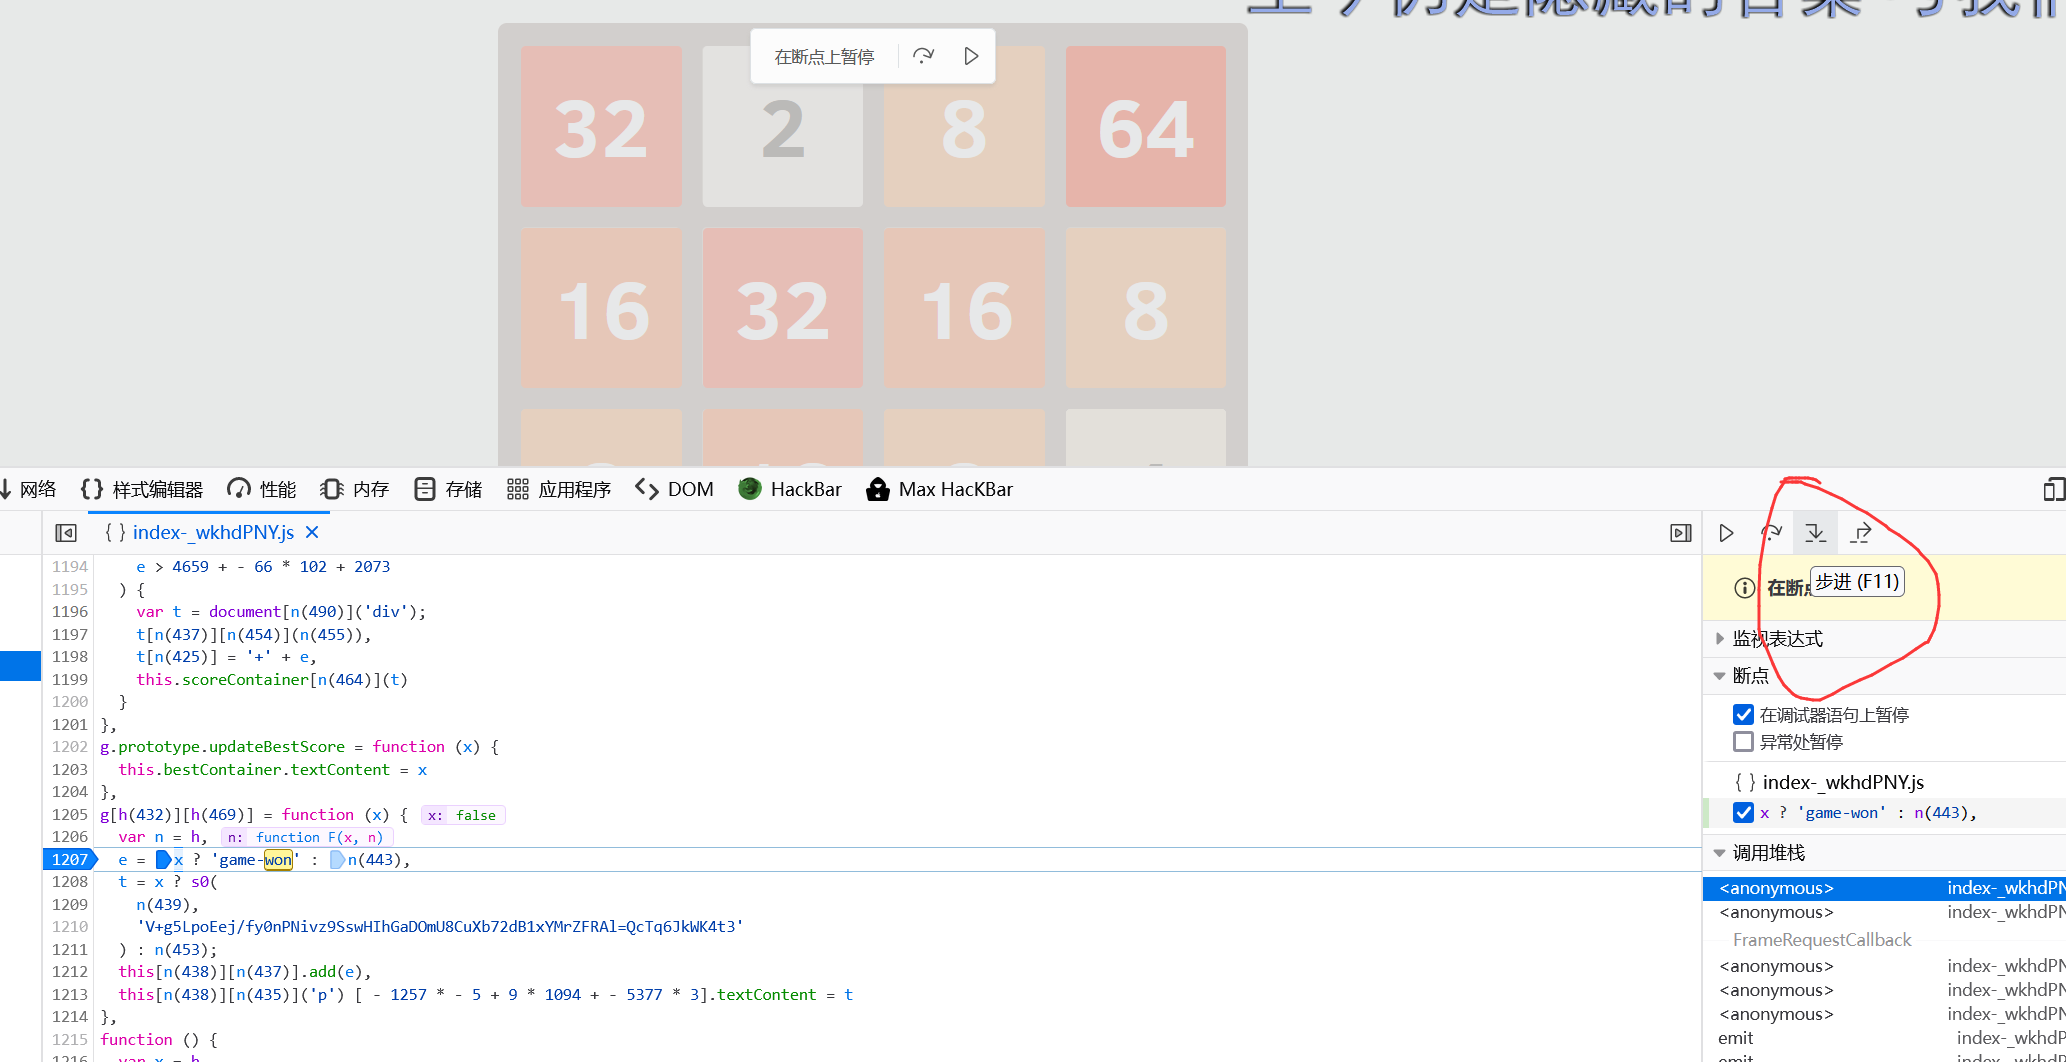 在断点上暂停
32 2 8 64
16 32 16 8
网络 样式编辑器 性能 内存 存储 应用程序 DOM HackBar Max HacKBar
{ } index-_wkhdPNY.js
步进 (F11)
监视表达式
断点
在调试器语句上暂停
异常处暂停
{ } index-_wkhdPNY.js
x ? 'game-won' : n(443),
调用堆栈
<anonymous> index-_wkhdPN
<anonymous> index-_wkhdPN
FrameRequestCallback
<anonymous> index-_wkhdPN
<anonymous> index-_wkhdPN
<anonymous> index-_wkhdPN
emit index-_wkhdP
1194 e > 4659 + - 66 * 102 + 2073
1195 ) {
1196 var t = document[n(490)]('div');
1197 t[n(437)][n(454)](n(455)),
1198 t[n(425)] = '+' + e,
1199 this.scoreContainer[n(464)](t)
1200 }
1201 },
1202 g.prototype.updateBestScore = function (x) {
1203 this.bestContainer.textContent = x
1204 },
1205 g[h(432)][h(469)] = function (x) { x: false
1206 var n = h, n: function F(x, n)
1207 e = x ? 'game-won' : n(443),
1208 t = x ? s0(
1209 n(439),
1210 'V+g5LpoEej/fy0nPNivz9SswHIhGaDOmU8CuXb72dB1xYMrZFRAl=QcTq6JkWK4t3'
1211 ) : n(453);
1212 this[n(438)][n(437)].add(e),
1213 this[n(438)][n(435)]('p') [ - 1257 * - 5 + 9 * 1094 + - 5377 * 3].textContent = t
1214 },
1215 function () {
1216 var x = h